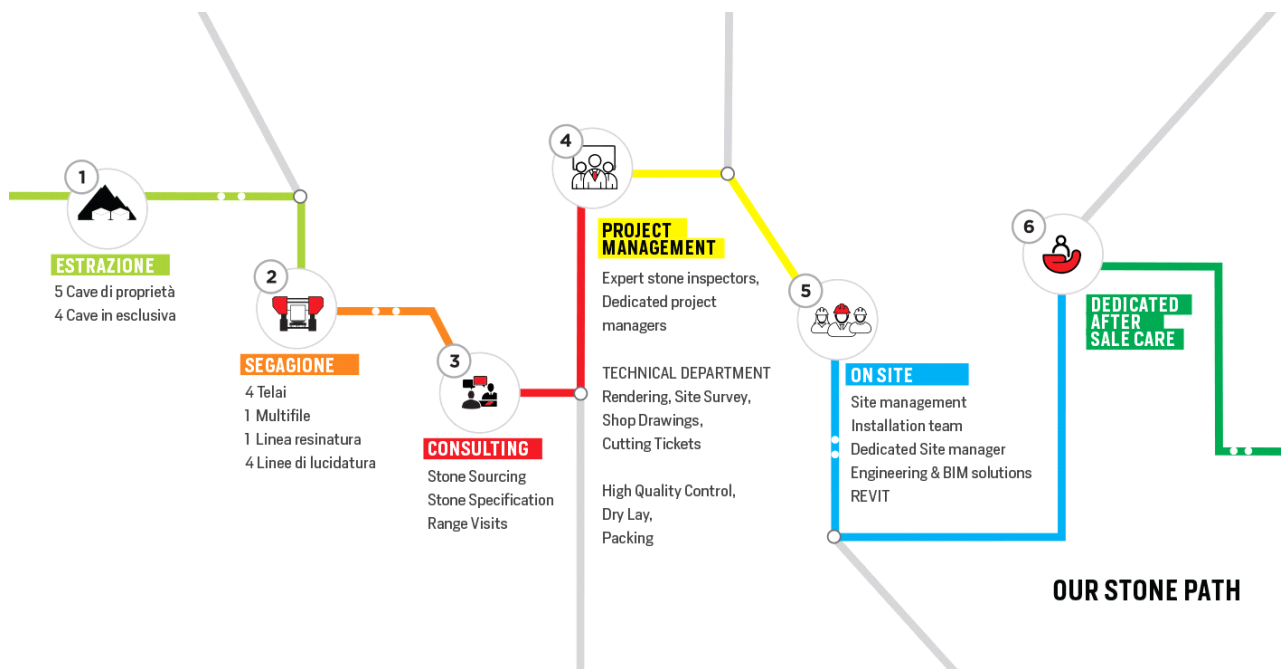 1
ESTRAZIONE
5 Cave di proprietà
4 Cave in esclusiva
2
SEGAGIONE
4 Telai
1 Multifile
1 Linea resinatura
4 Linee di lucidatura
3
CONSULTING
Stone Sourcing
Stone Specification
Range Visits
4
PROJECT
MANAGEMENT
Expert stone inspectors,
Dedicated project
managers
TECHNICAL DEPARTMENT
Rendering, Site Survey,
Shop Drawings,
Cutting Tickets
High Quality Control,
Dry Lay,
Packing
5
ON SITE
Site management
Installation team
Dedicated Site manager
Engineering & BIM solutions
REVIT
6
DEDICATED
AFTER
SALE CARE
OUR STONE PATH